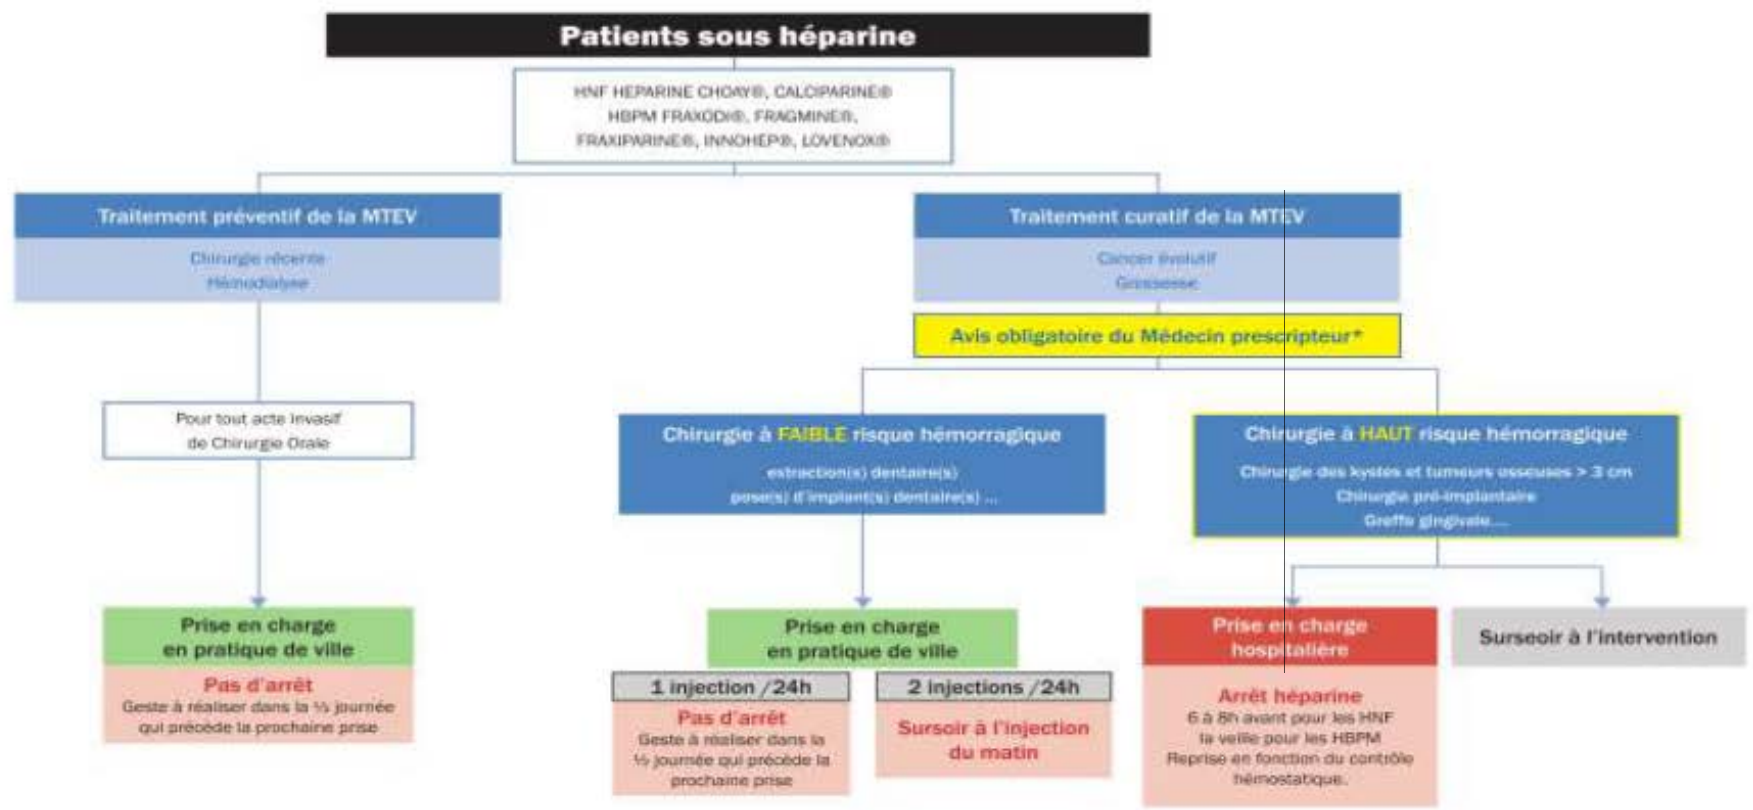 Patients sous héparine
HNF HEPARINE CHOAY®, CALCIPARINE®
HBPM FRAXODI®, FRAGMINE®,
FRAXIPARINE®, INNOHEP®, LOVENOX®
Traitement préventif de la MTEV
Chirurgie récente
Hémodialyse
Traitement curatif de la MTEV
Cancer évolutif
Grossesse
Avis obligatoire du Médecin prescripteur*
Pour tout acte invasif
de Chirurgie Orale
Chirurgie à FAIBLE risque hémorragique
extraction(s) dentaire(s)
pose(s) d'implant(s) dentaire(s) ...
Chirurgie à HAUT risque hémorragique
Chirurgie des kystes et tumeurs osseuses > 3 cm
Chirurgie pré-implantaire
Greffe gingivale...
Prise en charge
en pratique de ville
Pas d'arrêt
Geste à réaliser dans la ½ journée
qui précède la prochaine prise
Prise en charge
en pratique de ville
1 injection /24h
Pas d'arrêt
Geste à réaliser dans la
½ journée qui précède la
prochaine prise
2 injections /24h
Sursoir à l'injection
du matin
Prise en charge
hospitalière
Arrêt héparine
6 à 8h avant pour les HNF
la veille pour les HBPM
Reprise en fonction du contrôle
hémostatique.
Surseoir à l'intervention